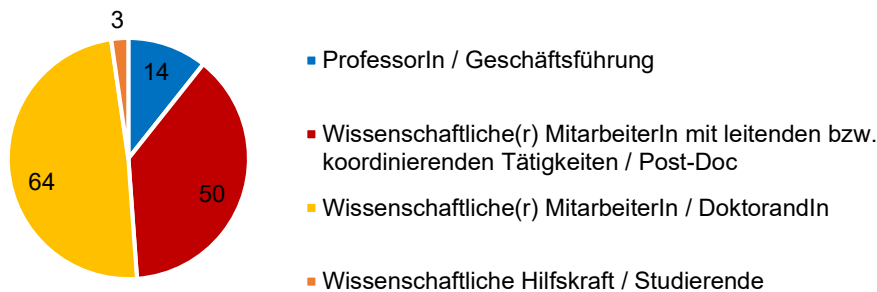 3
14
50
64
ProfessorIn / Geschäftsführung
Wissenschaftliche(r) MitarbeiterIn mit leitenden bzw.
koordinierenden Tätigkeiten / Post-Doc
Wissenschaftliche(r) MitarbeiterIn / DoktorandIn
Wissenschaftliche Hilfskraft / Studierende